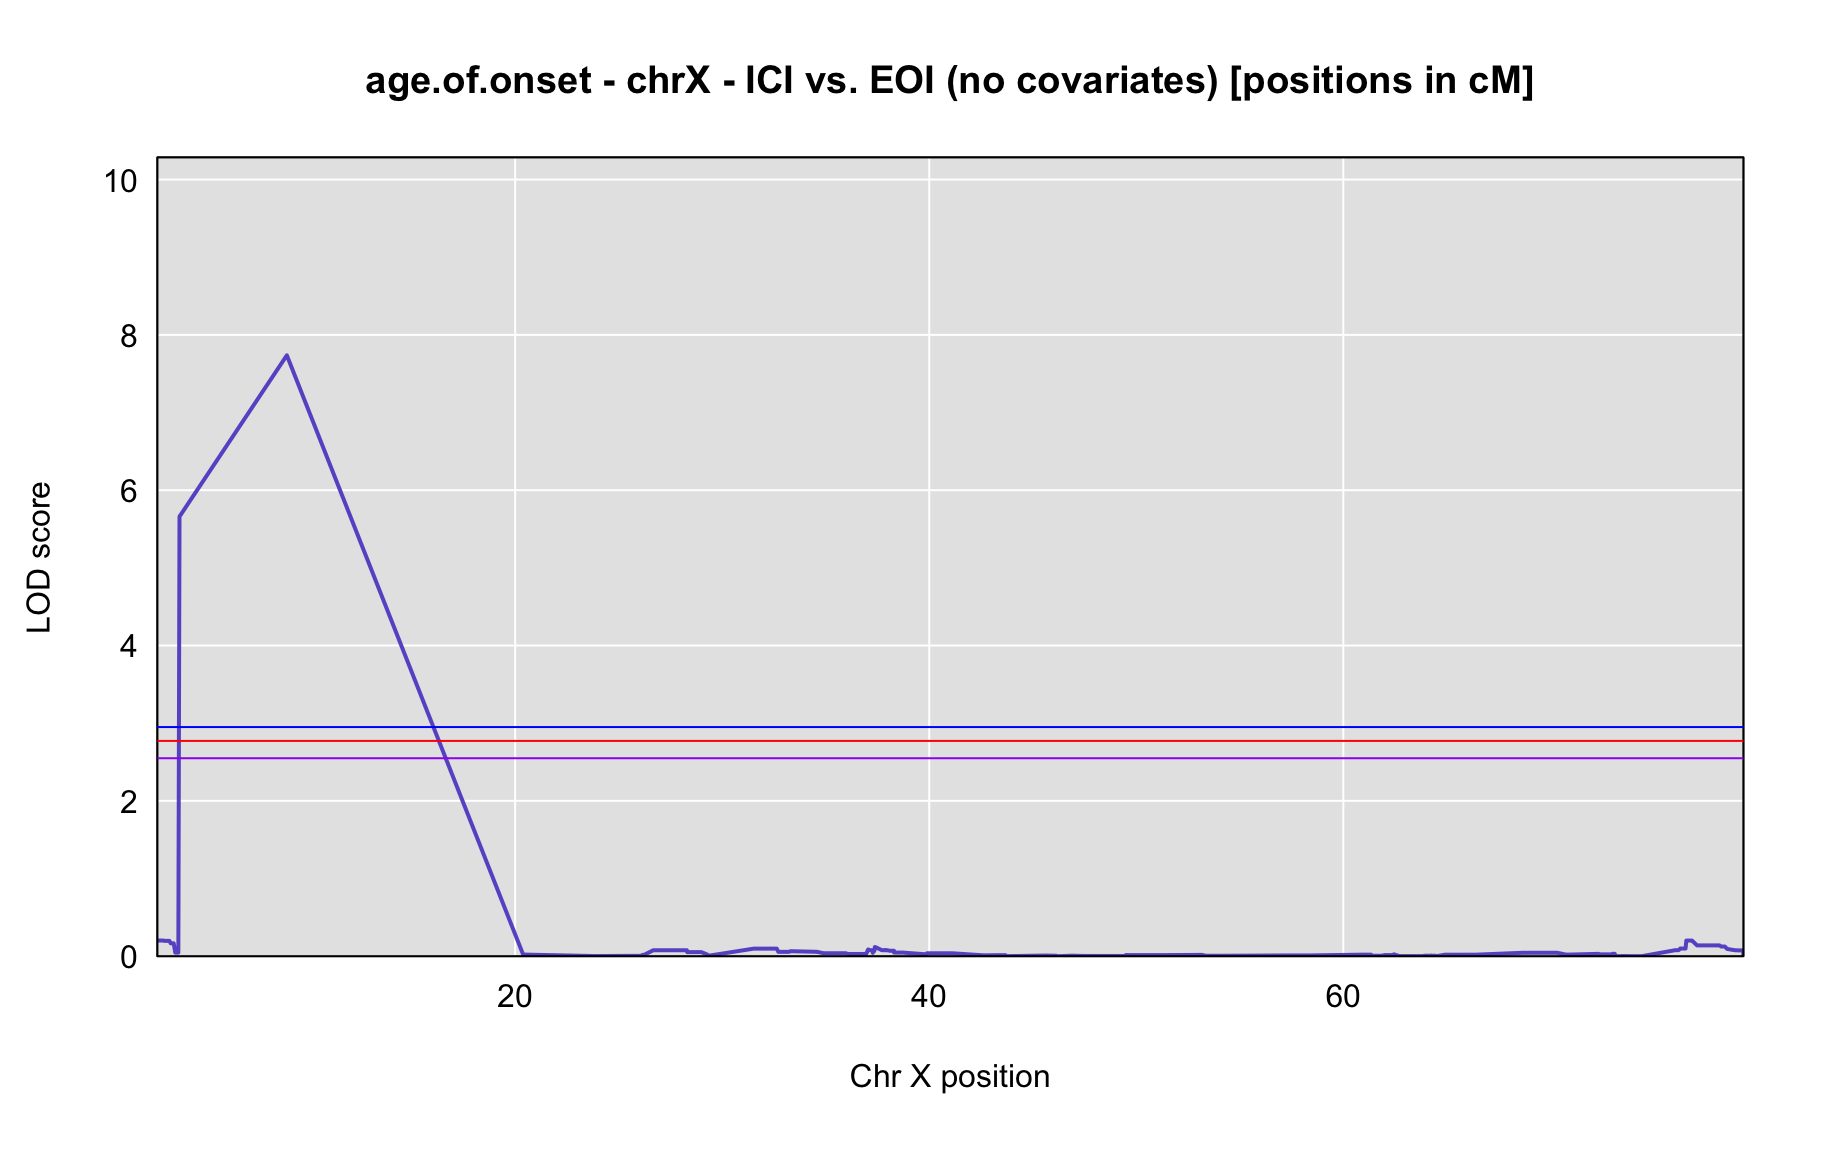 age.of.onset - chrX - ICI vs. EOI (no covariates) [positions in cM]
10
8
6
4
2
0
LOD score
20 40 60
Chr X position